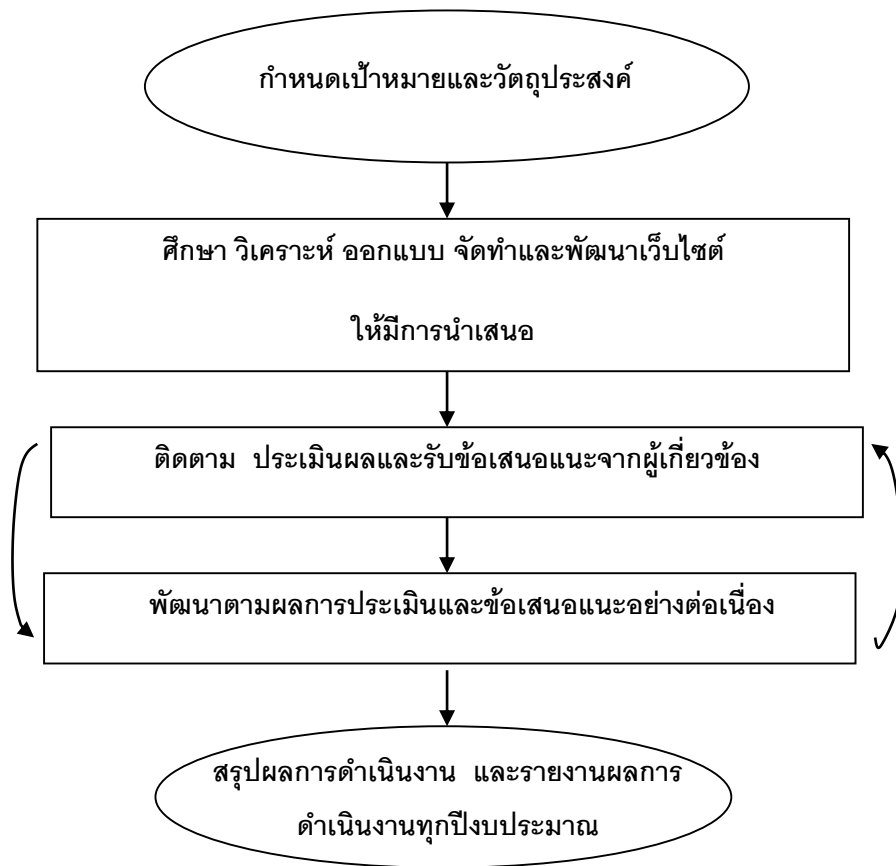 กำหนดเป้าหมายและวัตถุประสงค์
ศึกษา วิเคราะห์ ออกแบบ จัดทำและพัฒนาเว็บไซต์
ให้มีการนำเสนอ
ติดตาม ประเมินผลและรับข้อเสนอแนะจากผู้เกี่ยวข้อง
พัฒนาตามผลการประเมินและข้อเสนอแนะอย่างต่อเนื่อง
สรุปผลการดำเนินงาน และรายงานผลการ
ดำเนินงานทุกปีงบประมาณ